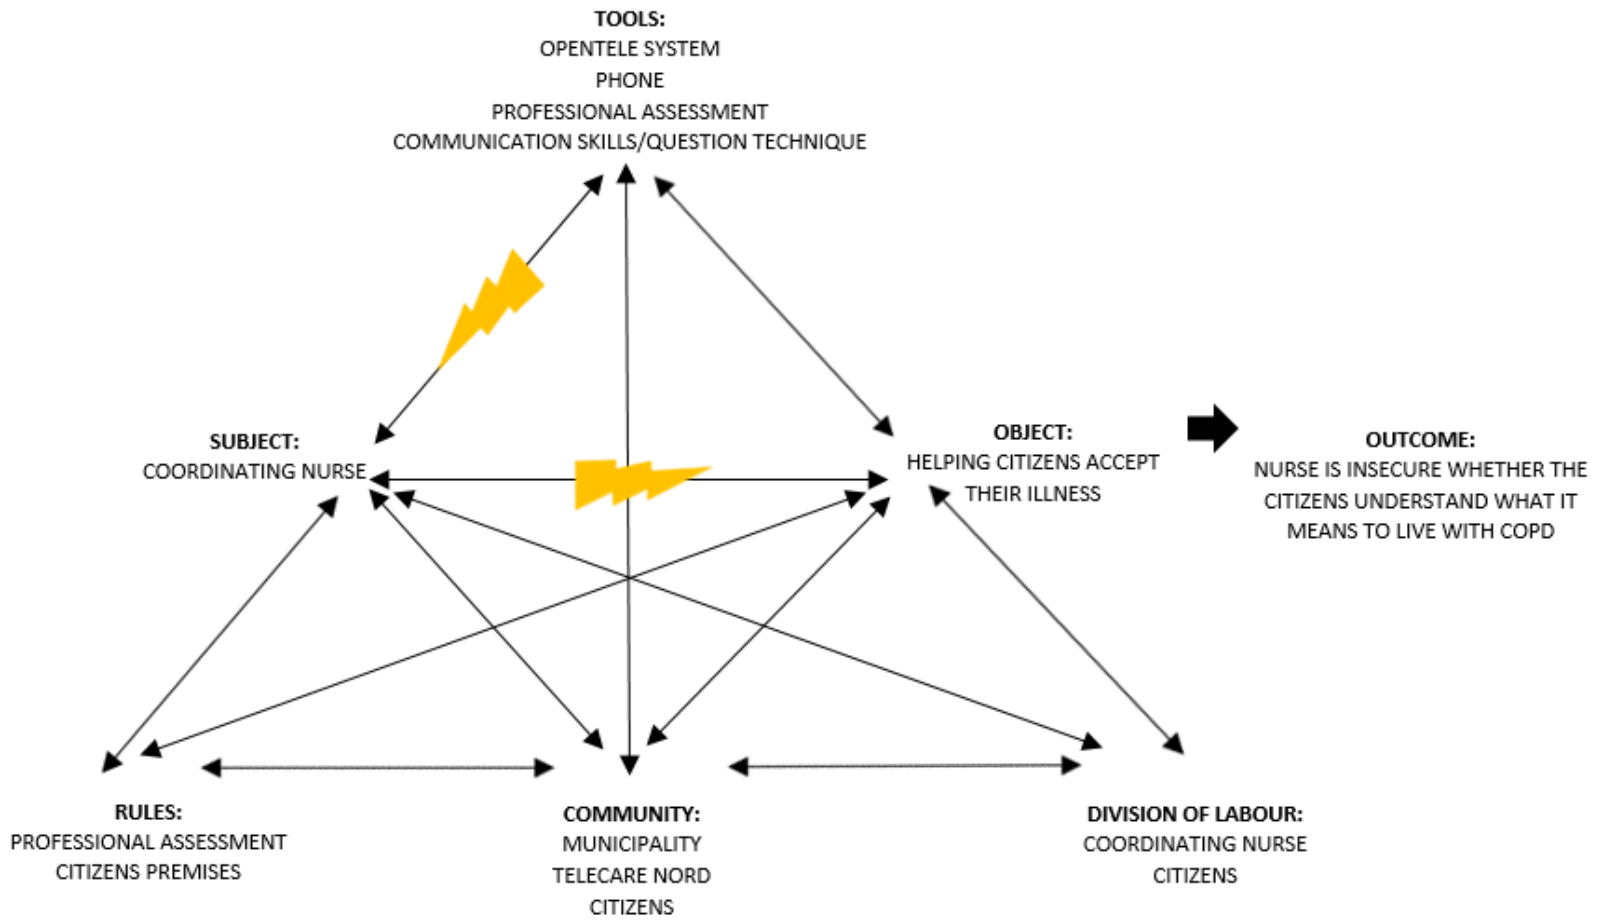 TOOLS:
OPENTELE SYSTEM
PHONE
PROFESSIONAL ASSESSMENT
COMMUNICATION SKILLS/QUESTION TECHNIQUE
SUBJECT:
COORDINATING NURSE
OBJECT:
HELPING CITIZENS ACCEPT
THEIR ILLNESS
OUTCOME:
NURSE IS INSECURE WHETHER THE
CITIZENS UNDERSTAND WHAT IT
MEANS TO LIVE WITH COPD
RULES:
PROFESSIONAL ASSESSMENT
CITIZENS PREMISES
COMMUNITY:
MUNICIPALITY
TELECARE NORD
CITIZENS
DIVISION OF LABOUR:
COORDINATING NURSE
CITIZENS